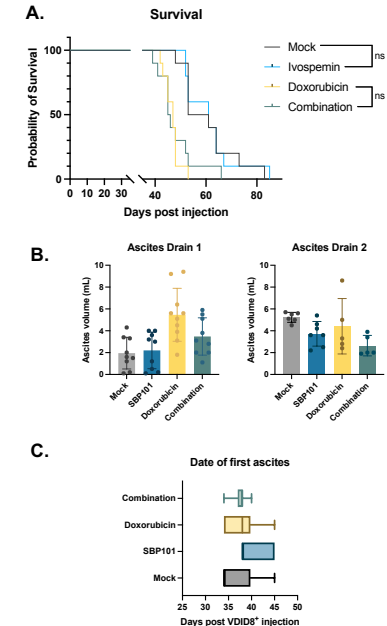 A.
Survival
Probability of Survival
100
50
0
0 10 20 30 40 60 80
Days post injection
Mock
Ivospemin
Doxorubicin
Combination
ns
ns
B.
Ascites Drain 1
Ascites volume (mL)
10
8
6
4
2
0
Mock
SBP101
Doxorubicin
Combination
Ascites Drain 2
Ascites volume (mL)
10
8
6
4
2
0
Mock
SBP101
Doxorubicin
Combination
C.
Date of first ascites
Combination
Doxorubicin
SBP101
Mock
25 30 35 40 45 50
Days post VDID8⁺ injection